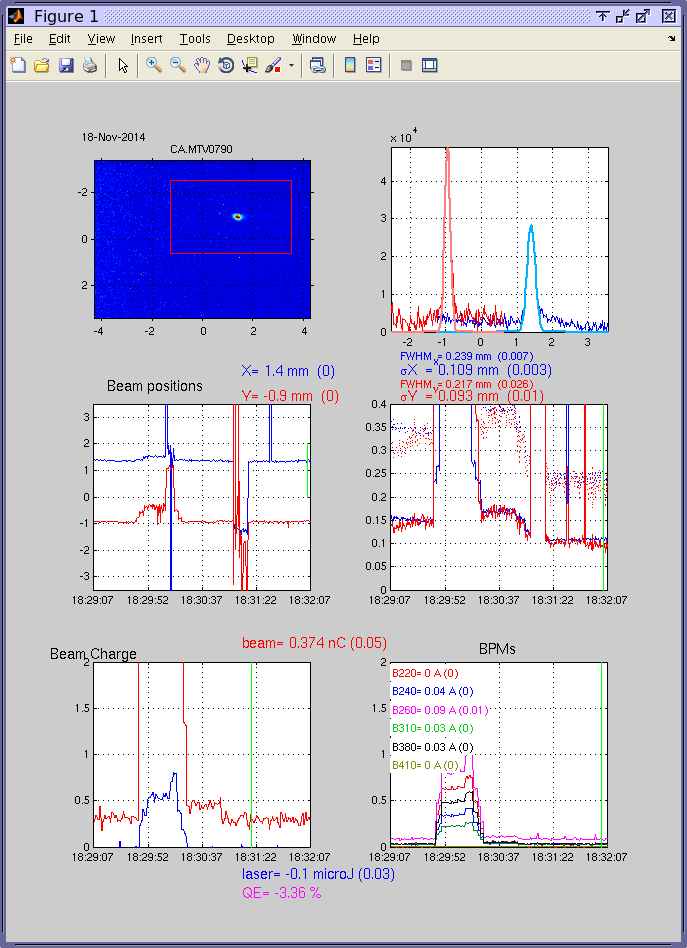 Figure 1
File Edit View Insert Tools Desktop Window Help
18-Nov-2014
CA.MTV0790
-2
0
2
-4 -2 0 2 4
x 10^4
4
3
2
1
0
-2 -1 0 1 2 3
X= 1.4 mm (0)
Y= -0.9 mm (0)
FWHM_x= 0.239 mm (0.007)
σX = 0.109 mm (0.003)
FWHM_y= 0.217 mm (0.026)
σY = 0.093 mm (0.01)
Beam positions
3
2
1
0
-1
-2
-3
18:29:07 18:29:52 18:30:37 18:31:22 18:32:07
0.4
0.35
0.3
0.25
0.2
0.15
0.1
0.05
0
18:29:07 18:29:52 18:30:37 18:31:22 18:32:07
beam= 0.374 nC (0.05)
Beam Charge
2
1.5
1
0.5
0
18:29:07 18:29:52 18:30:37 18:31:22 18:32:07
laser= -0.1 microJ (0.03)
QE= -3.36 %
BPMs
2
1.5
1
0.5
0
B220= 0 A (0)
B240= 0.04 A (0)
B260= 0.09 A (0.01)
B310= 0.03 A (0)
B380= 0.03 A (0)
B410= 0 A (0)
18:29:07 18:29:52 18:30:37 18:31:22 18:32:07